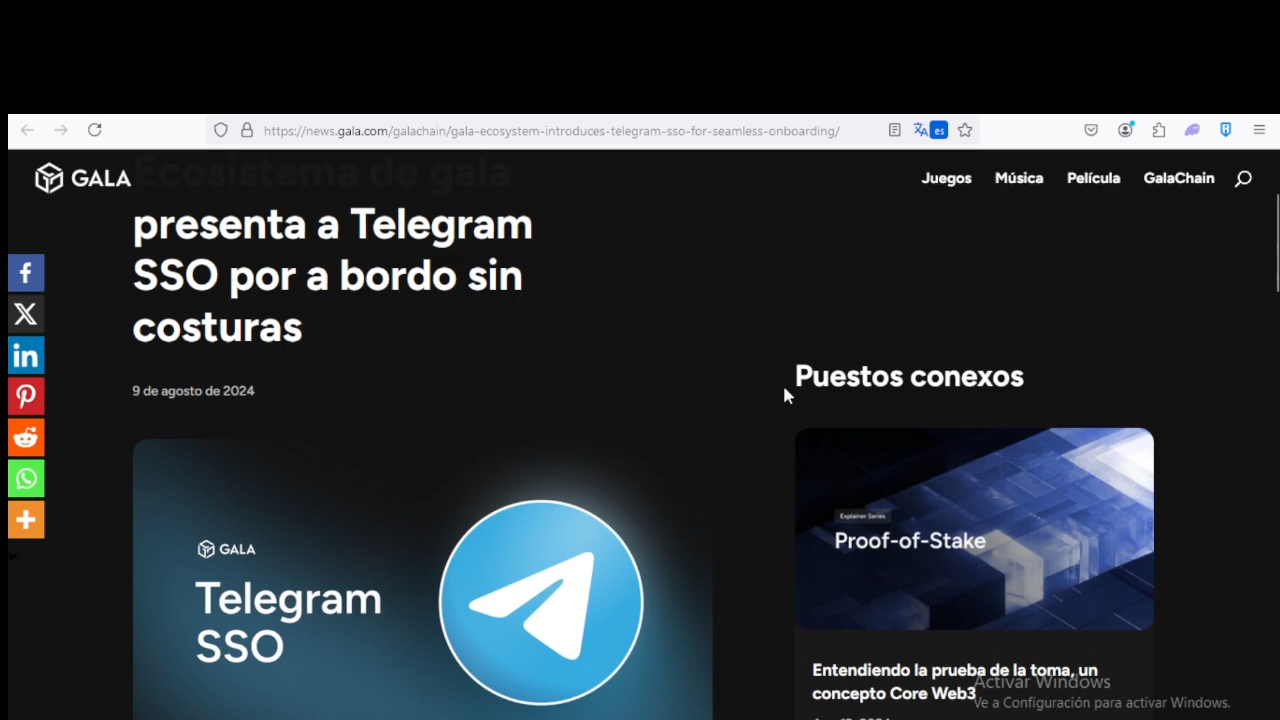 https://news.gala.com/galachain/gala-ecosystem-introduces-telegram-sso-for-seamless-onboarding/
es
GALA
Juegos
Música
Película
GalaChain
Ecosistema de gala
presenta a Telegram
SSO por a bordo sin
costuras
9 de agosto de 2024
GALA
Telegram
SSO
Puestos conexos
Explainer Series
Proof-of-Stake
Entendiendo la prueba de la toma, un
concepto Core Web3
Activar Windows
Ve a Configuración para activar Windows.